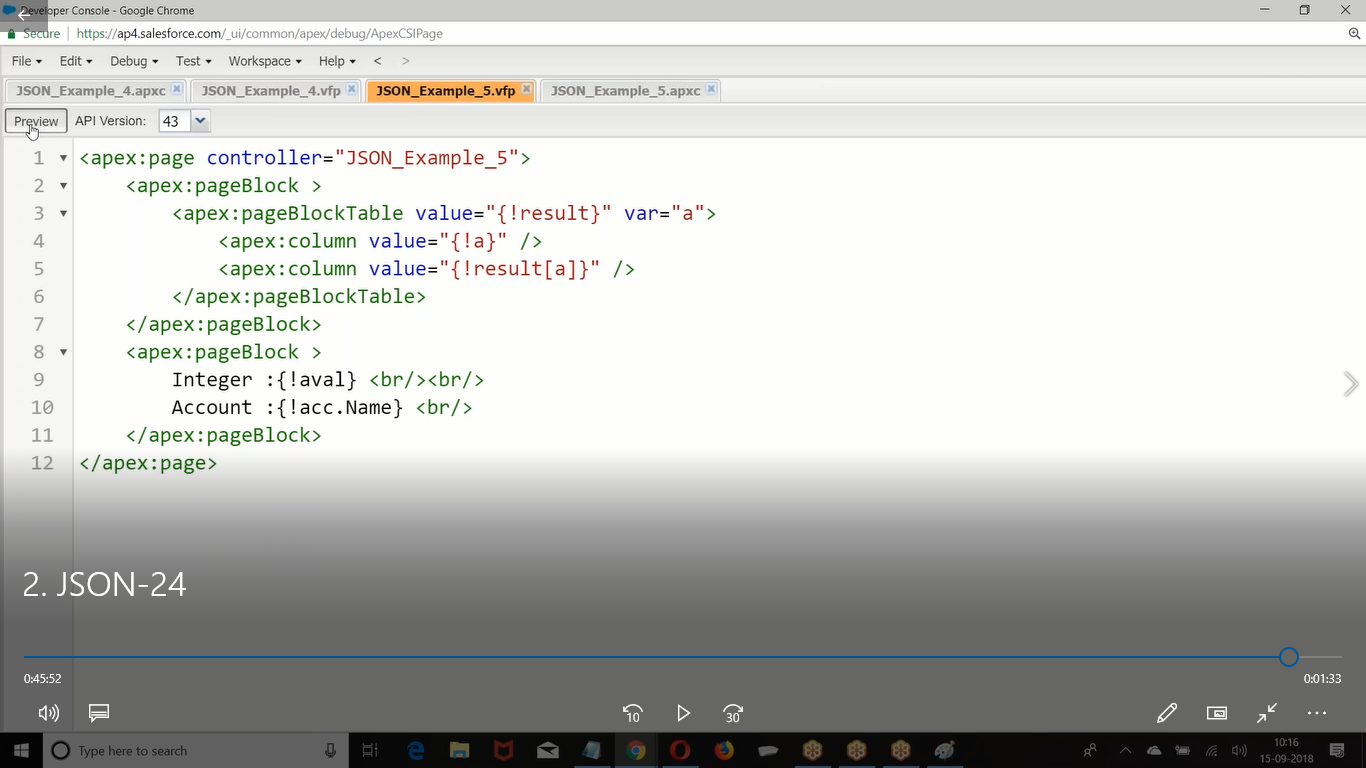 Developer Console - Google Chrome
Secure https://ap4.salesforce.com/_ui/common/apex/debug/ApexCSIPage
File Edit Debug Test Workspace Help < >
JSON_Example_4.apxc JSON_Example_4.vfp JSON_Example_5.vfp JSON_Example_5.apxc
Preview API Version: 43
1 <apex:page controller="JSON_Example_5">
2 <apex:pageBlock >
3 <apex:pageBlockTable value="{!result}" var="a">
4 <apex:column value="{!a}" />
5 <apex:column value="{!result[a]}" />
6 </apex:pageBlockTable>
7 </apex:pageBlock>
8 <apex:pageBlock >
9 Integer :{!aval} <br/><br/>
10 Account :{!acc.Name} <br/>
11 </apex:pageBlock>
12 </apex:page>
2. JSON-24
0:45:52 0:01:33
10 30
Type here to search
10:16
15-09-2018